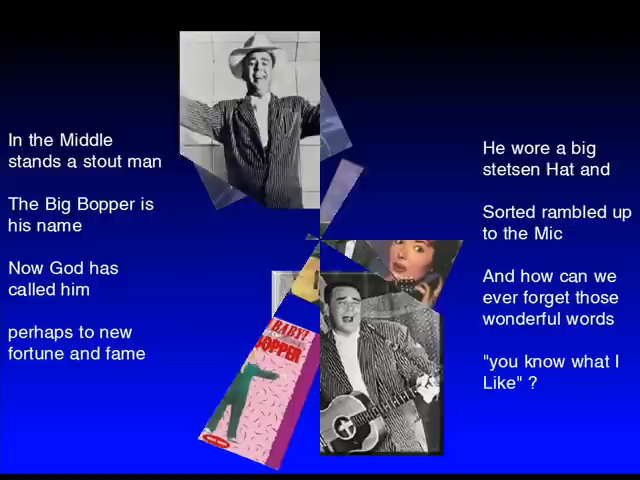 In the Middle
stands a stout man
The Big Bopper is
his name
Now God has
called him
perhaps to new
fortune and fame
He wore a big
stetsen Hat and
Sorted rambled up
to the Mic
And how can we
ever forget those
wonderful words
"you know what I
Like" ?
BABY!
BOPPER